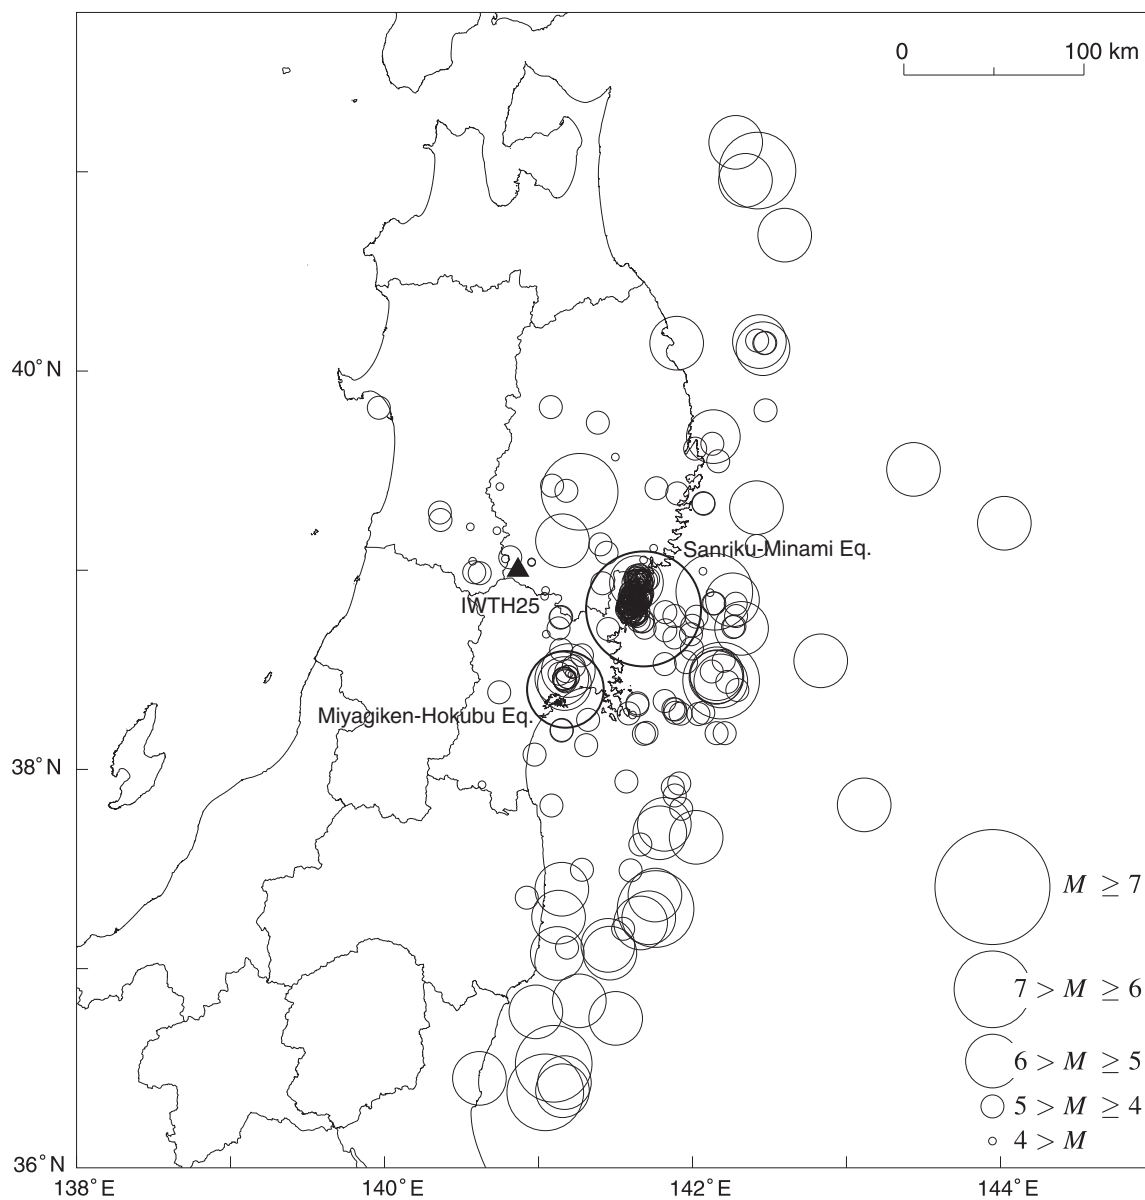 0 100 km
40°N
Sanriku-Minami Eq.
IWTH25
Miyagiken-Hokubu Eq.
38°N
M ≥ 7
7 > M ≥ 6
6 > M ≥ 5
5 > M ≥ 4
4 > M
36°N
138°E 140°E 142°E 144°E